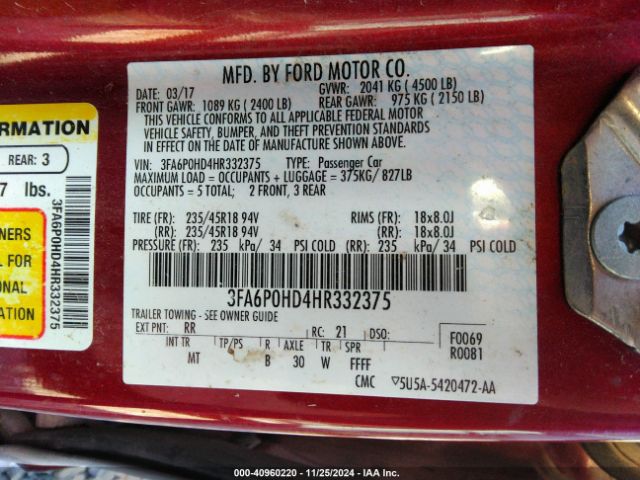 MFD. BY FORD MOTOR CO.
DATE: 03/17 GVWR: 2041 KG ( 4500 LB)
FRONT GAWR: 1089 KG ( 2400 LB) REAR GAWR: 975 KG ( 2150 LB)
THIS VEHICLE CONFORMS TO ALL APPLICABLE FEDERAL MOTOR
VEHICLE SAFETY, BUMPER, AND THEFT PREVENTION STANDARDS
IN EFFECT ON THE DATE OF MANUFACTURE SHOWN ABOVE.
VIN: 3FA6P0HD4HR332375 TYPE: Passenger Car
MAXIMUM LOAD = OCCUPANTS + LUGGAGE = 375KG/ 827LB
OCCUPANTS = 5 TOTAL; 2 FRONT, 3 REAR
TIRE (FR): 235/45R18 94V RIMS (FR): 18x8.0J
(RR): 235/45R18 94V (RR): 18x8.0J
PRESSURE (FR): 235 kPa/ 34 PSI COLD (RR): 235 kPa/ 34 PSI COLD
3FA6P0HD4HR332375
TRAILER TOWING - SEE OWNER GUIDE
EXT PNT: RR RC: 21 DSO: F0069
INT TR TP/PS R AXLE TR SPR R0081
MT B 30 W FFFF
CMC ▽5U5A-5420472-AA
ORMATION
REAR: 3
7 lbs.
NERS
L FOR
ONAL
ATION
3FA6P0HD4HR332375
000-40960220 - 11/25/2024 - IAA Inc.